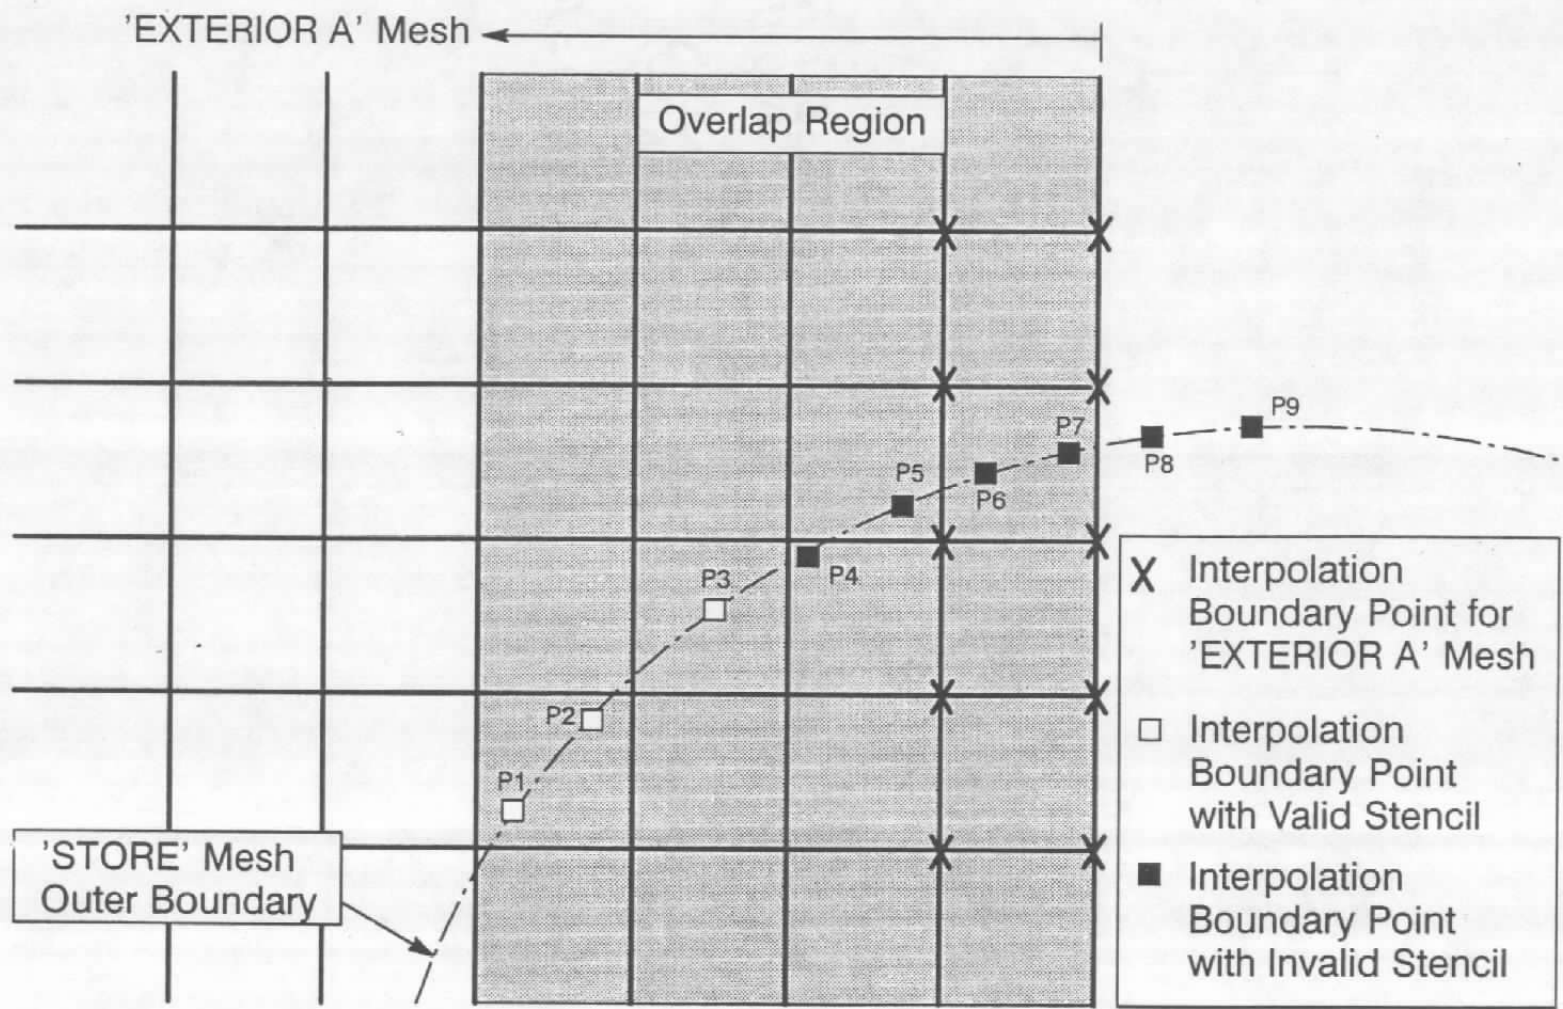 'EXTERIOR A' Mesh
Overlap Region
P9
P7
P8
P5
P6
P4
P3
P2
P1
'STORE' Mesh
Outer Boundary
X Interpolation
Boundary Point for
'EXTERIOR A' Mesh
Interpolation
Boundary Point
with Valid Stencil
Interpolation
Boundary Point
with Invalid Stencil